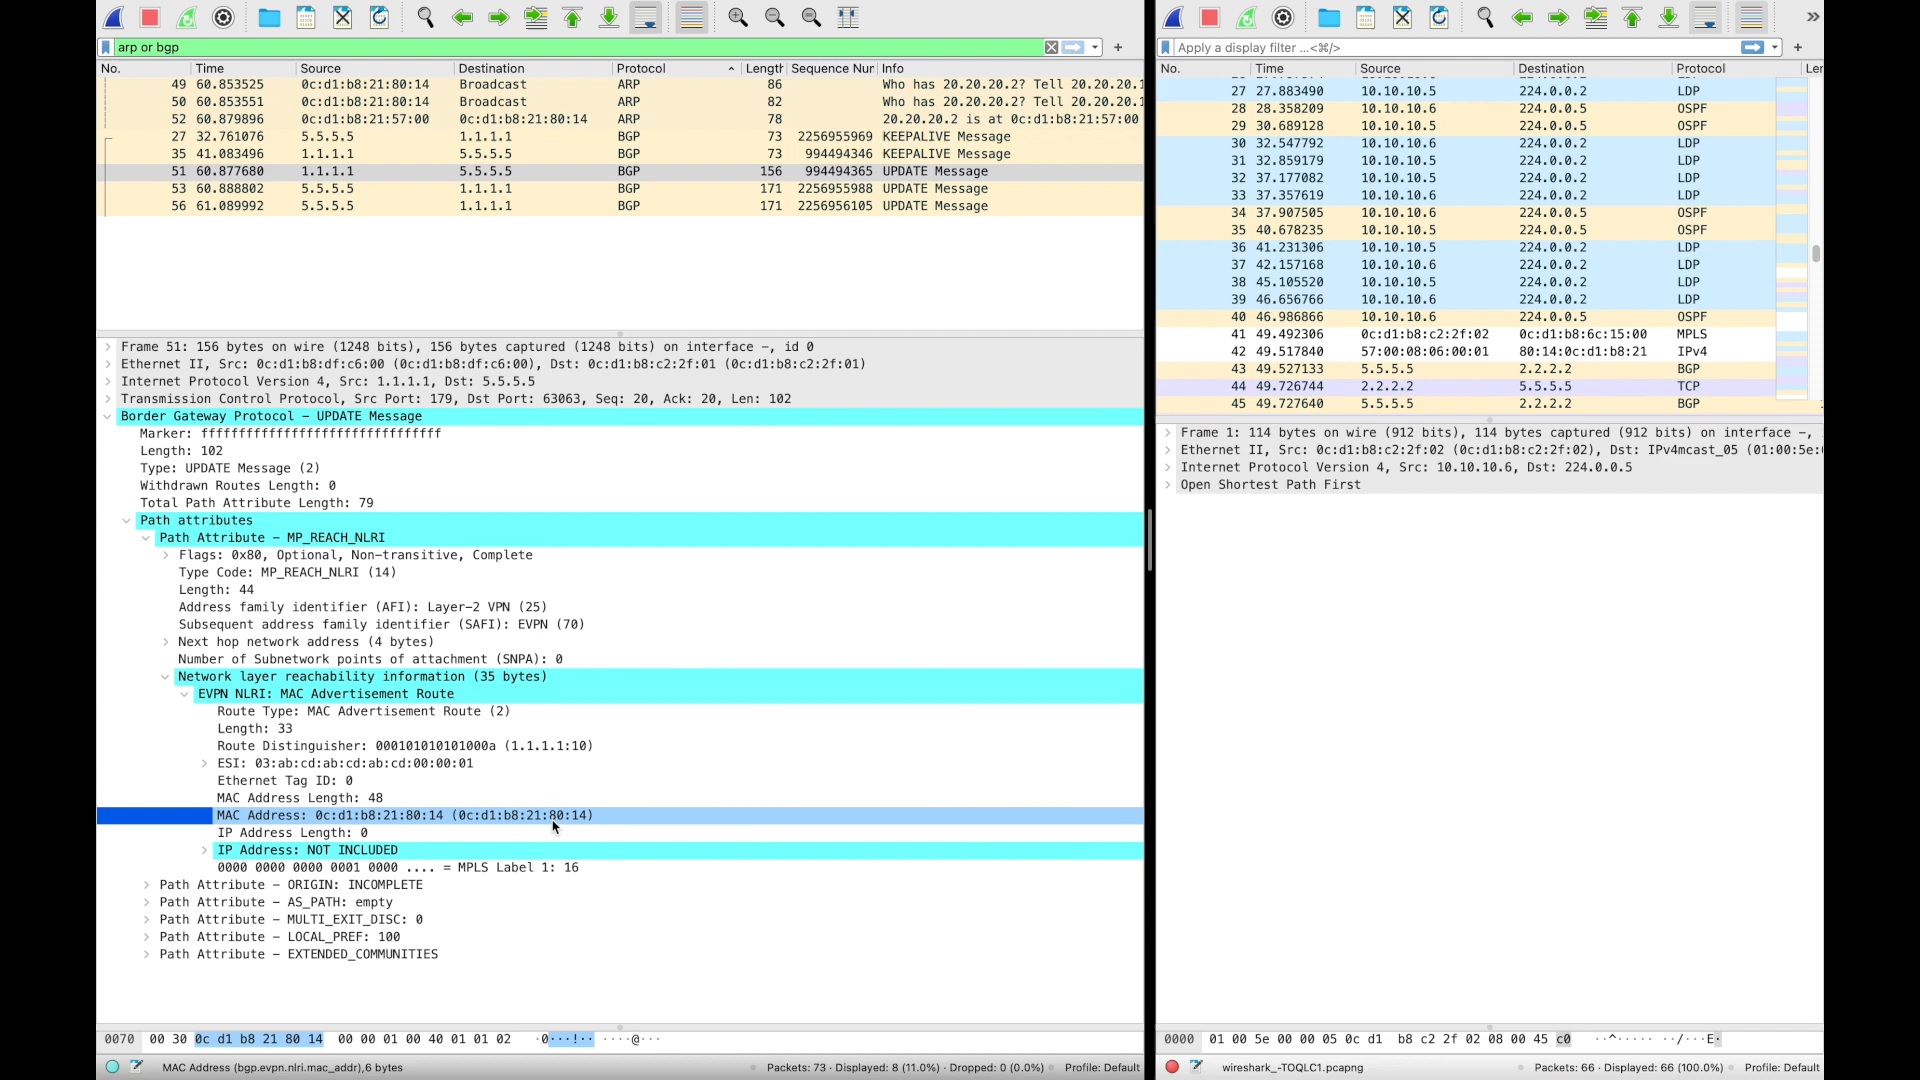 arp or bgp
No. Time Source Destination Protocol Length Sequence Nur Info
49 60.853525 0c:d1:b8:21:80:14 Broadcast ARP 86 Who has 20.20.20.2? Tell 20.20.20.1
50 60.853551 0c:d1:b8:21:80:14 Broadcast ARP 82 Who has 20.20.20.2? Tell 20.20.20.1
52 60.879896 0c:d1:b8:21:57:00 0c:d1:b8:21:80:14 ARP 78 20.20.20.2 is at 0c:d1:b8:21:57:00
27 32.761076 5.5.5.5 1.1.1.1 BGP 73 2256955969 KEEPALIVE Message
35 41.083496 1.1.1.1 5.5.5.5 BGP 73 994494346 KEEPALIVE Message
51 60.877680 1.1.1.1 5.5.5.5 BGP 156 994494365 UPDATE Message
53 60.888802 5.5.5.5 1.1.1.1 BGP 171 2256955988 UPDATE Message
56 61.089992 5.5.5.5 1.1.1.1 BGP 171 2256956105 UPDATE Message
Frame 51: 156 bytes on wire (1248 bits), 156 bytes captured (1248 bits) on interface -, id 0
Ethernet II, Src: 0c:d1:b8:df:c6:00 (0c:d1:b8:df:c6:00), Dst: 0c:d1:b8:c2:2f:01 (0c:d1:b8:c2:2f:01)
Internet Protocol Version 4, Src: 1.1.1.1, Dst: 5.5.5.5
Transmission Control Protocol, Src Port: 179, Dst Port: 63063, Seq: 20, Ack: 20, Len: 102
Border Gateway Protocol - UPDATE Message
Marker: ffffffffffffffffffffffffffffffff
Length: 102
Type: UPDATE Message (2)
Withdrawn Routes Length: 0
Total Path Attribute Length: 79
Path attributes
Path Attribute - MP_REACH_NLRI
Flags: 0x80, Optional, Non-transitive, Complete
Type Code: MP_REACH_NLRI (14)
Length: 44
Address family identifier (AFI): Layer-2 VPN (25)
Subsequent address family identifier (SAFI): EVPN (70)
Next hop network address (4 bytes)
Number of Subnetwork points of attachment (SNPA): 0
Network layer reachability information (35 bytes)
EVPN NLRI: MAC Advertisement Route
Route Type: MAC Advertisement Route (2)
Length: 33
Route Distinguisher: 000101010101000a (1.1.1.1:10)
ESI: 03:ab:cd:ab:cd:ab:cd:00:00:01
Ethernet Tag ID: 0
MAC Address Length: 48
MAC Address: 0c:d1:b8:21:80:14 (0c:d1:b8:21:80:14)
IP Address Length: 0
IP Address: NOT INCLUDED
0000 0000 0000 0001 0000 .... = MPLS Label 1: 16
Path Attribute - ORIGIN: INCOMPLETE
Path Attribute - AS_PATH: empty
Path Attribute - MULTI_EXIT_DISC: 0
Path Attribute - LOCAL_PREF: 100
Path Attribute - EXTENDED_COMMUNITIES
0070 00 30 0c d1 b8 21 80 14 00 00 01 00 40 01 01 02 ·0···!·· ····@···
MAC Address (bgp.evpn.nlri.mac_addr), 6 bytes Packets: 73 · Displayed: 8 (11.0%) · Dropped: 0 (0.0%) Profile: Default
Apply a display filter ... <⌘/>
No. Time Source Destination Protocol Ler
27 27.883490 10.10.10.5 224.0.0.2 LDP
28 28.358209 10.10.10.6 224.0.0.5 OSPF
29 30.689128 10.10.10.5 224.0.0.5 OSPF
30 32.547792 10.10.10.6 224.0.0.2 LDP
31 32.859179 10.10.10.5 224.0.0.2 LDP
32 37.177082 10.10.10.5 224.0.0.2 LDP
33 37.357619 10.10.10.6 224.0.0.2 LDP
34 37.907505 10.10.10.6 224.0.0.5 OSPF
35 40.678235 10.10.10.5 224.0.0.5 OSPF
36 41.231306 10.10.10.5 224.0.0.2 LDP
37 42.157168 10.10.10.6 224.0.0.2 LDP
38 45.105520 10.10.10.5 224.0.0.2 LDP
39 46.656766 10.10.10.6 224.0.0.2 LDP
40 46.986866 10.10.10.6 224.0.0.5 OSPF
41 49.492306 0c:d1:b8:c2:2f:02 0c:d1:b8:6c:15:00 MPLS
42 49.517840 57:00:08:06:00:01 80:14:0c:d1:b8:21 IPv4
43 49.527133 5.5.5.5 2.2.2.2 BGP
44 49.726744 2.2.2.2 5.5.5.5 TCP
45 49.727640 5.5.5.5 2.2.2.2 BGP
Frame 1: 114 bytes on wire (912 bits), 114 bytes captured (912 bits) on interface -,
Ethernet II, Src: 0c:d1:b8:c2:2f:02 (0c:d1:b8:c2:2f:02), Dst: IPv4mcast_05 (01:00:5e:
Internet Protocol Version 4, Src: 10.10.10.6, Dst: 224.0.0.5
Open Shortest Path First
0000 01 00 5e 00 00 05 0c d1 b8 c2 2f 02 08 00 45 c0 ··^····· ··/···E·
wireshark_-TOQLC1.pcapng Packets: 66 · Displayed: 66 (100.0%) Profile: Default